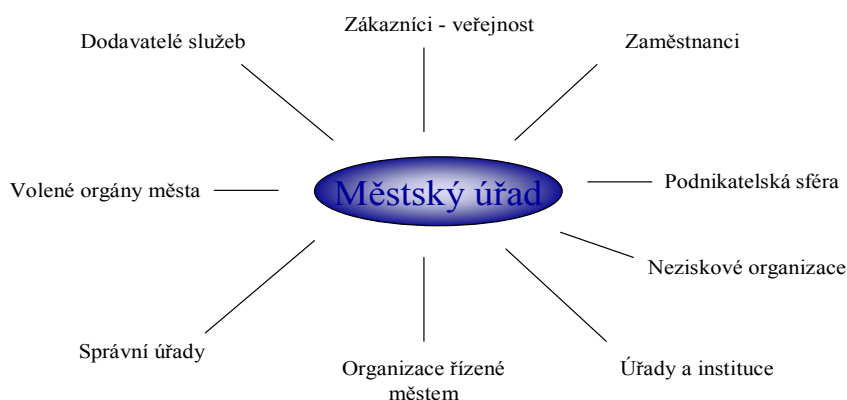 Zákazníci - veřejnost
Dodavatelé služeb
Zaměstnanci
Volené orgány města
Městský úřad
Podnikatelská sféra
Neziskové organizace
Správní úřady
Organizace řízené
městem
Úřady a instituce